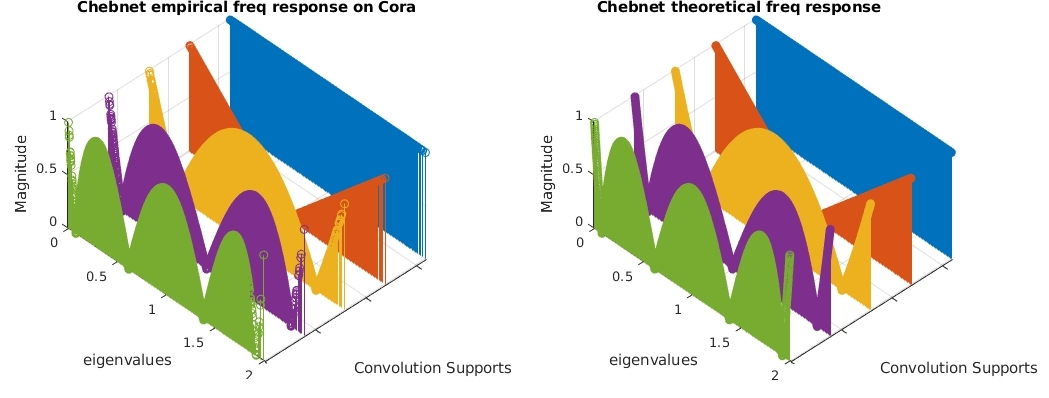 Chebnet empirical freq response on Cora
1
0.5
0
Magnitude
0
0.5
1
1.5
2
eigenvalues
Convolution Supports
Chebnet theoretical freq response
1
0.5
0
Magnitude
0
0.5
1
1.5
2
eigenvalues
Convolution Supports